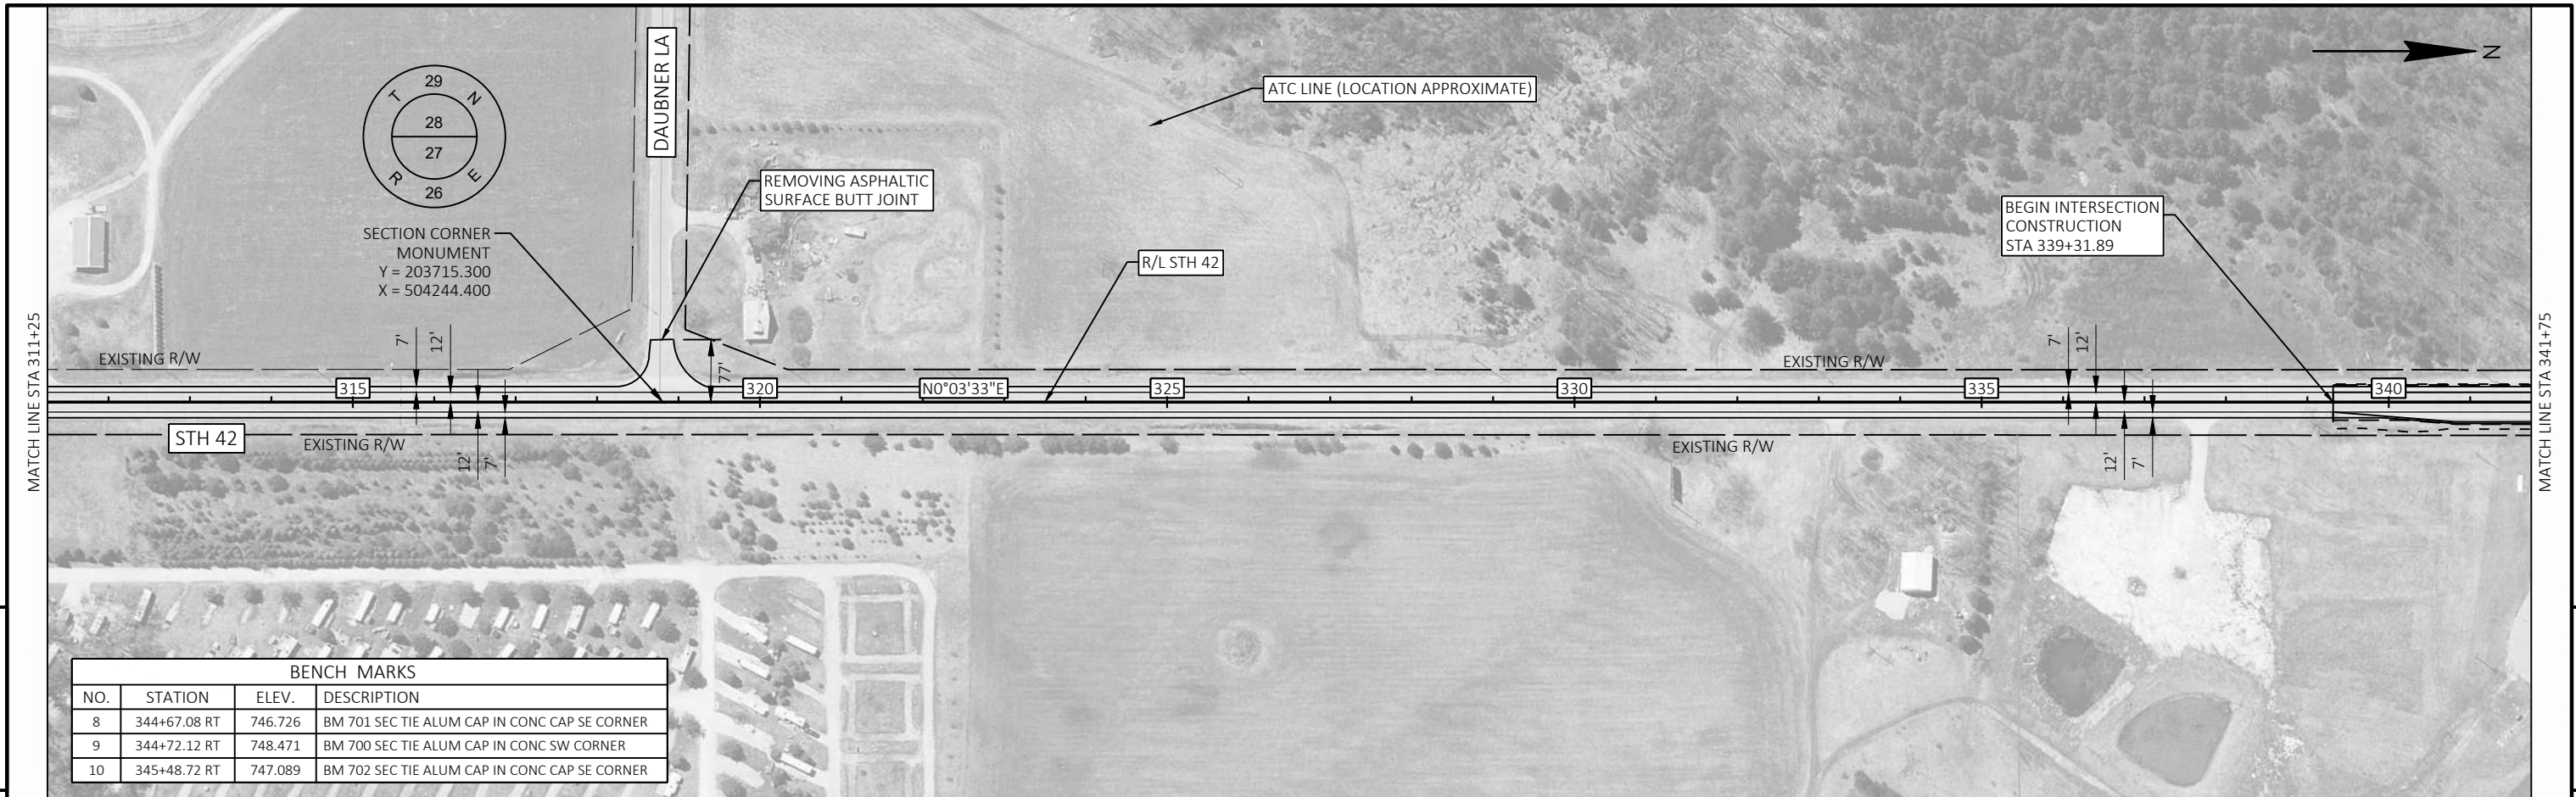 DAUBNER LA
29
T N
28
27
R E
26
ATC LINE (LOCATION APPROXIMATE)
N
REMOVING ASPHALTIC
SURFACE BUTT JOINT
SECTION CORNER
MONUMENT
Y = 203715.300
X = 504244.400
R/L STH 42
BEGIN INTERSECTION
CONSTRUCTION
STA 339+31.89
MATCH LINE STA 311+25
MATCH LINE STA 341+75
7'
12'
77'
7'
12'
EXISTING R/W
EXISTING R/W
315
320
N0°03'33"E
325
330
335
340
STH 42
EXISTING R/W
EXISTING R/W
12'
7'
12'
7'
BENCH MARKS
NO. STATION ELEV. DESCRIPTION
8 344+67.08 RT 746.726 BM 701 SEC TIE ALUM CAP IN CONC CAP SE CORNER
9 344+72.12 RT 748.471 BM 700 SEC TIE ALUM CAP IN CONC SW CORNER
10 345+48.72 RT 747.089 BM 702 SEC TIE ALUM CAP IN CONC CAP SE CORNER